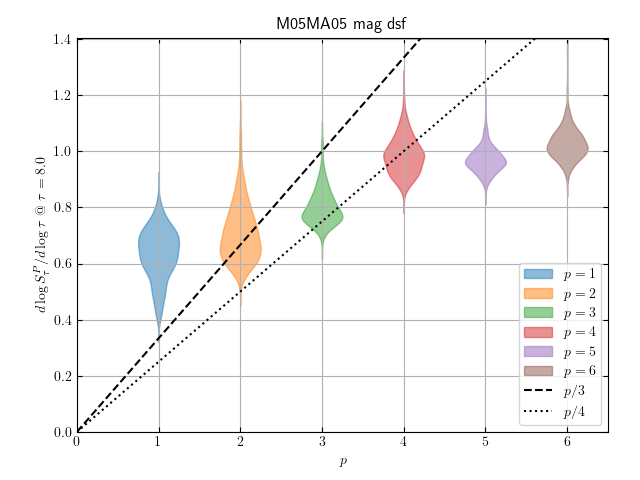 M05MA05 mag dsf
d log S_τ^P / d log τ @ τ = 8.0
1.4
1.2
1.0
0.8
0.6
0.4
0.2
0.0
0 1 2 3 4 5 6
p
p = 1
p = 2
p = 3
p = 4
p = 5
p = 6
p/3
p/4